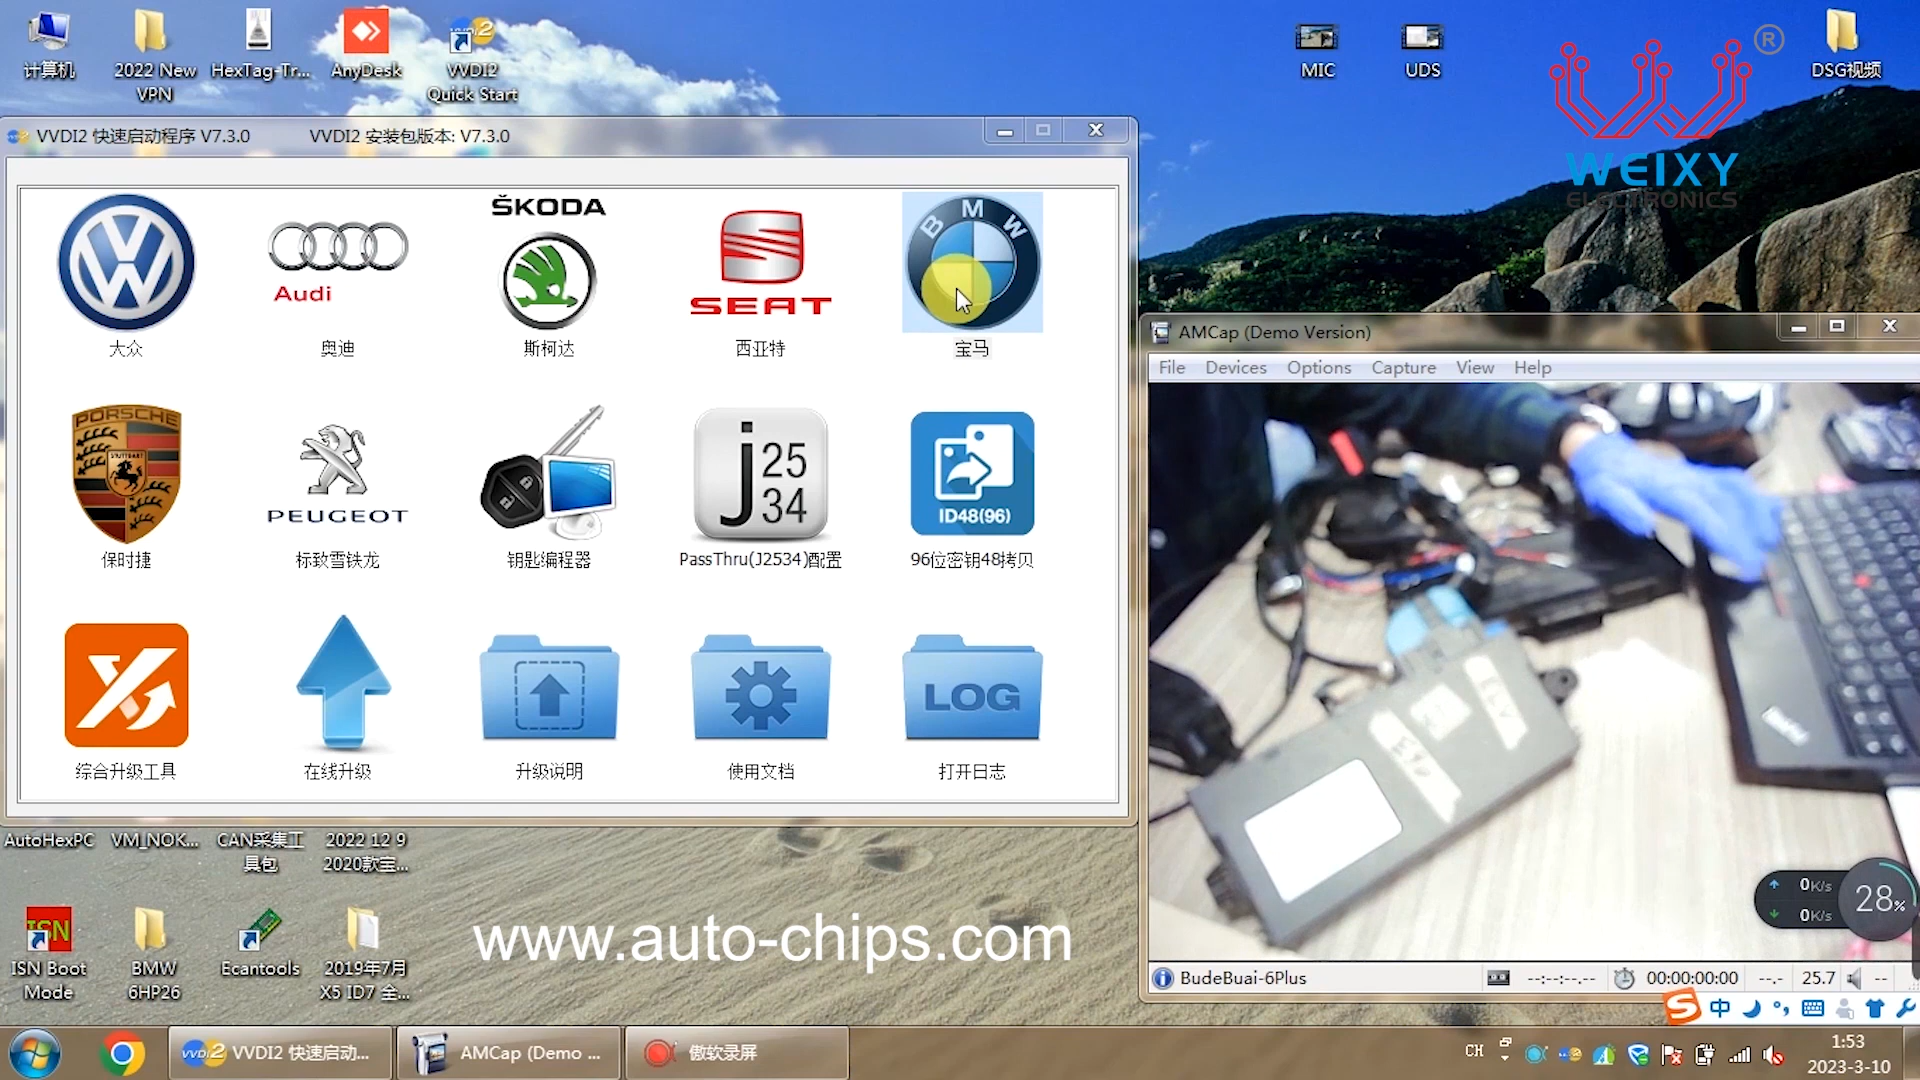 计算机
2022 New
VPN
HexTag-Tr...
AnyDesk
VVDI2
Quick Start
MIC
UDS
DSG视频
®
WEIXY
ELECTRONICS
VVDI2 快速启动程序 V7.3.0
VVDI2 安装包版本: V7.3.0
大众
Audi
奥迪
ŠKODA
斯柯达
SEAT
西亚特
BMW
宝马
PORSCHE
STUTTGART
保时捷
PEUGEOT
标致雪铁龙
钥匙编程器
j 25
34
PassThru(J2534)配置
ID48(96)
96位密钥48拷贝
综合升级工具
在线升级
升级说明
使用文档
LOG
打开日志
AMCap (Demo Version)
File Devices Options Capture View Help
0K/s
0K/s
28%
BudeBuai-6Plus
--:--:--.--
00:00:00:00
--.-
25.7
--
AutoHexPC
VM_NOK...
CAN采集工
具包
2022 12 9
2020款宝...
ISN
ISN Boot
Mode
BMW
6HP26
Ecantools
2019年7月
X5 ID7 全...
www.auto-chips.com
中
VVDI2 快速启动...
AMCap (Demo ...
傲软录屏
CH
1:53
2023-3-10